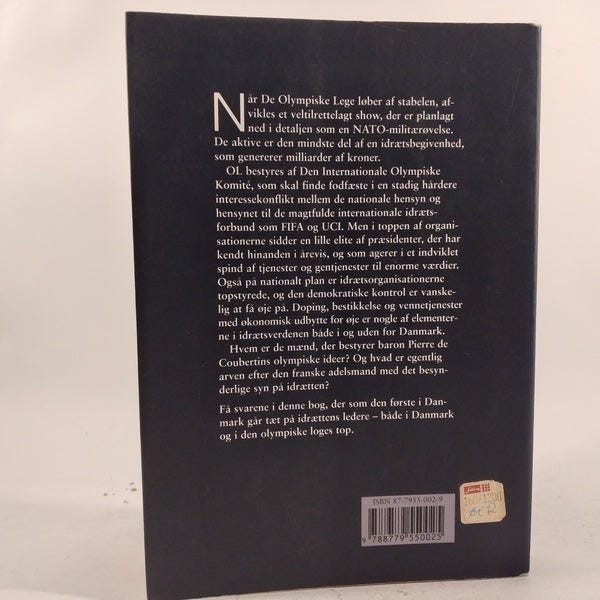 Når De Olympiske Lege løber af stabelen, af-
vikles et veltilrettelagt show, der er planlagt
ned i detaljen som en NATO-militærøvelse.
De aktive er den mindste del af en idrætsbegivenhed,
som genererer milliarder af kroner.
OL bestyres af Den Internationale Olympiske
Komité, som skal finde fodfæste i en stadig hårdere
interessekonflikt mellem de nationale hensyn og
hensynet til de magtfulde internationale idræts-
forbund som FIFA og UCI. Men i toppen af organi-
sationerne sidder en lille elite af præsidenter, der har
kendt hinanden i årevis, og som agerer i et indviklet
spind af tjenester og gentjenester til enorme værdier.
Også på nationalt plan er idrætsorganisationerne
topstyrede, og den demokratiske kontrol er vanske-
lig at få øje på. Doping, bestikkelse og vennetjenester
med økonomisk udbytte for øje er nogle af elementer-
ne i idrætsverdenen både i og uden for Danmark.
Hvem er de mænd, der bestyrer baron Pierre de
Coubertins olympiske ideer? Og hvad er egentlig
arven efter den franske adelsmand med det besyn-
derlige syn på idrætten?
Få svarene i denne bog, der som den første i Dan-
mark går tæt på idrættens ledere – både i Danmark
og i den olympiske loges top.
ISBN 87-7955-002-9
9 788779 550025